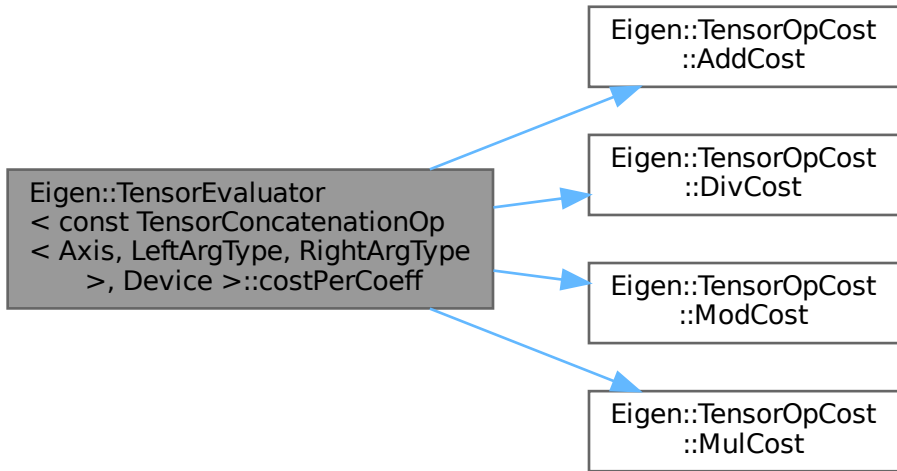 Eigen::TensorEvaluator
< const TensorConcatenationOp
< Axis, LeftArgType, RightArgType
>, Device >::costPerCoeff
Eigen::TensorOpCost
::AddCost
Eigen::TensorOpCost
::DivCost
Eigen::TensorOpCost
::ModCost
Eigen::TensorOpCost
::MulCost